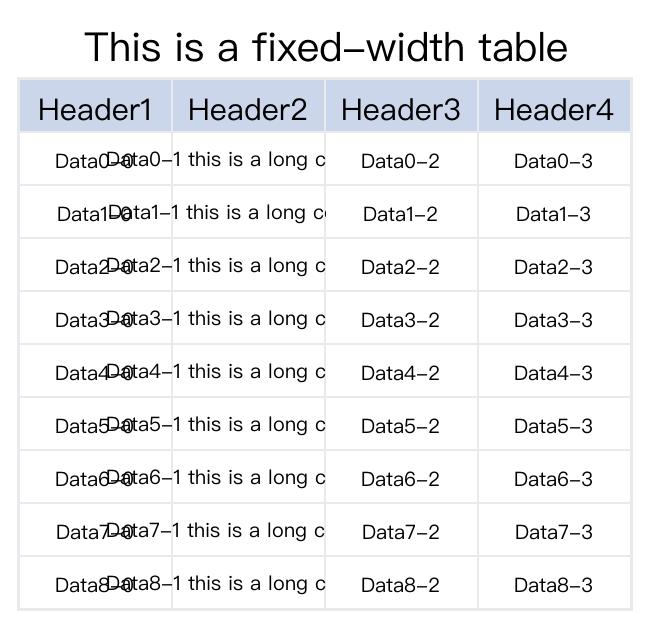 This is a fixed–width table
Header1 Header2 Header3 Header4
Data0–0 Data0–1 this is a long c Data0–2 Data0–3
Data1–0 Data1–1 this is a long c Data1–2 Data1–3
Data2–0 Data2–1 this is a long c Data2–2 Data2–3
Data3–0 Data3–1 this is a long c Data3–2 Data3–3
Data4–0 Data4–1 this is a long c Data4–2 Data4–3
Data5–0 Data5–1 this is a long c Data5–2 Data5–3
Data6–0 Data6–1 this is a long c Data6–2 Data6–3
Data7–0 Data7–1 this is a long c Data7–2 Data7–3
Data8–0 Data8–1 this is a long c Data8–2 Data8–3